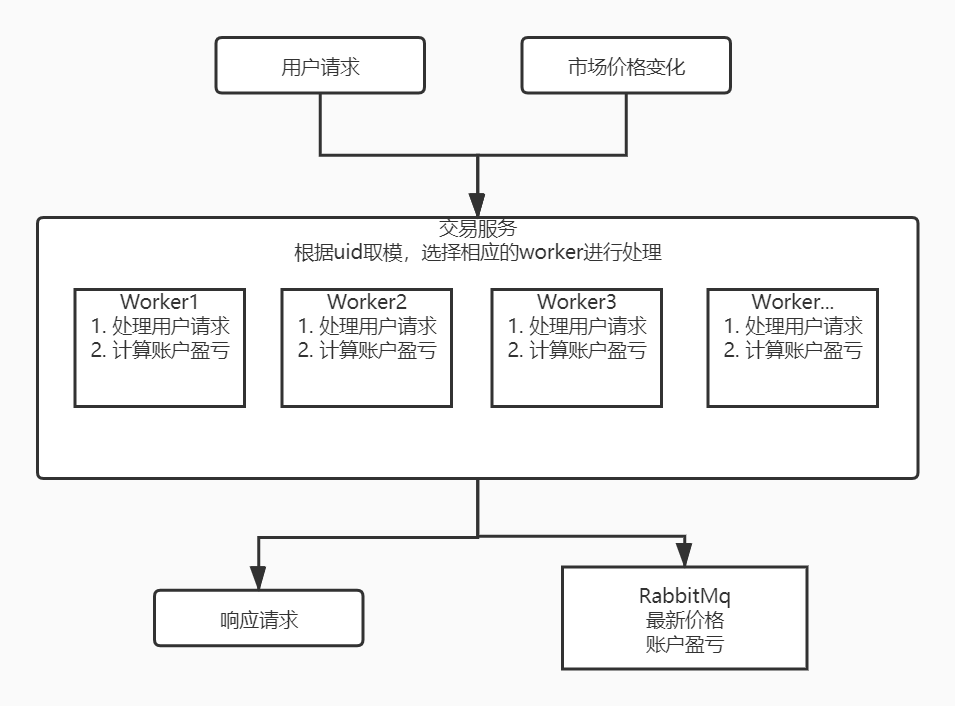 用户请求
市场价格变化
交易服务
根据uid取模，选择相应的worker进行处理
Worker1
1. 处理用户请求
2. 计算账户盈亏
Worker2
1. 处理用户请求
2. 计算账户盈亏
Worker3
1. 处理用户请求
2. 计算账户盈亏
Worker...
1. 处理用户请求
2. 计算账户盈亏
响应请求
RabbitMq
最新价格
账户盈亏